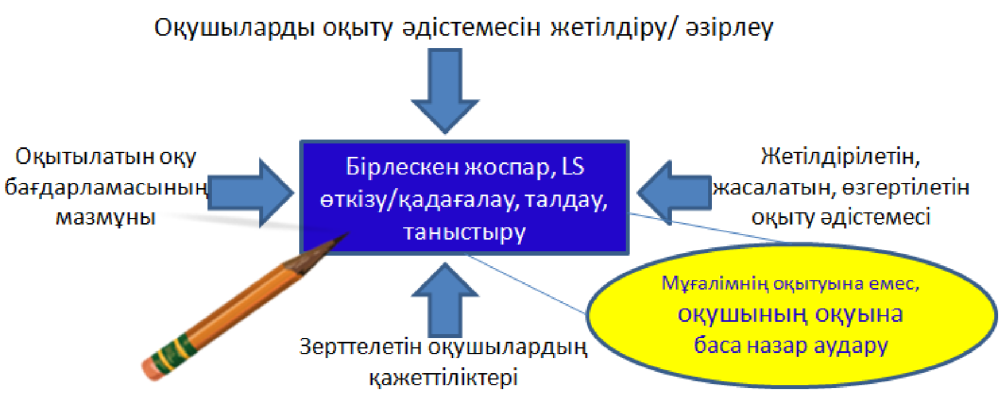 Оқушыларды оқыту әдістемесін жетілдіру/ әзірлеу
Оқытылатын оқу
бағдарламасының
мазмұны
Бірлескен жоспар, LS
өткізу/қадағалау, талдау,
таныстыру
Жетілдірілетін,
жасалатын, өзгертілетін
оқыту әдістемесі
Мұғалімнің оқытуына емес,
оқушының оқуына
баса назар аудару
Зерттелетін оқушылардың
қажеттіліктері